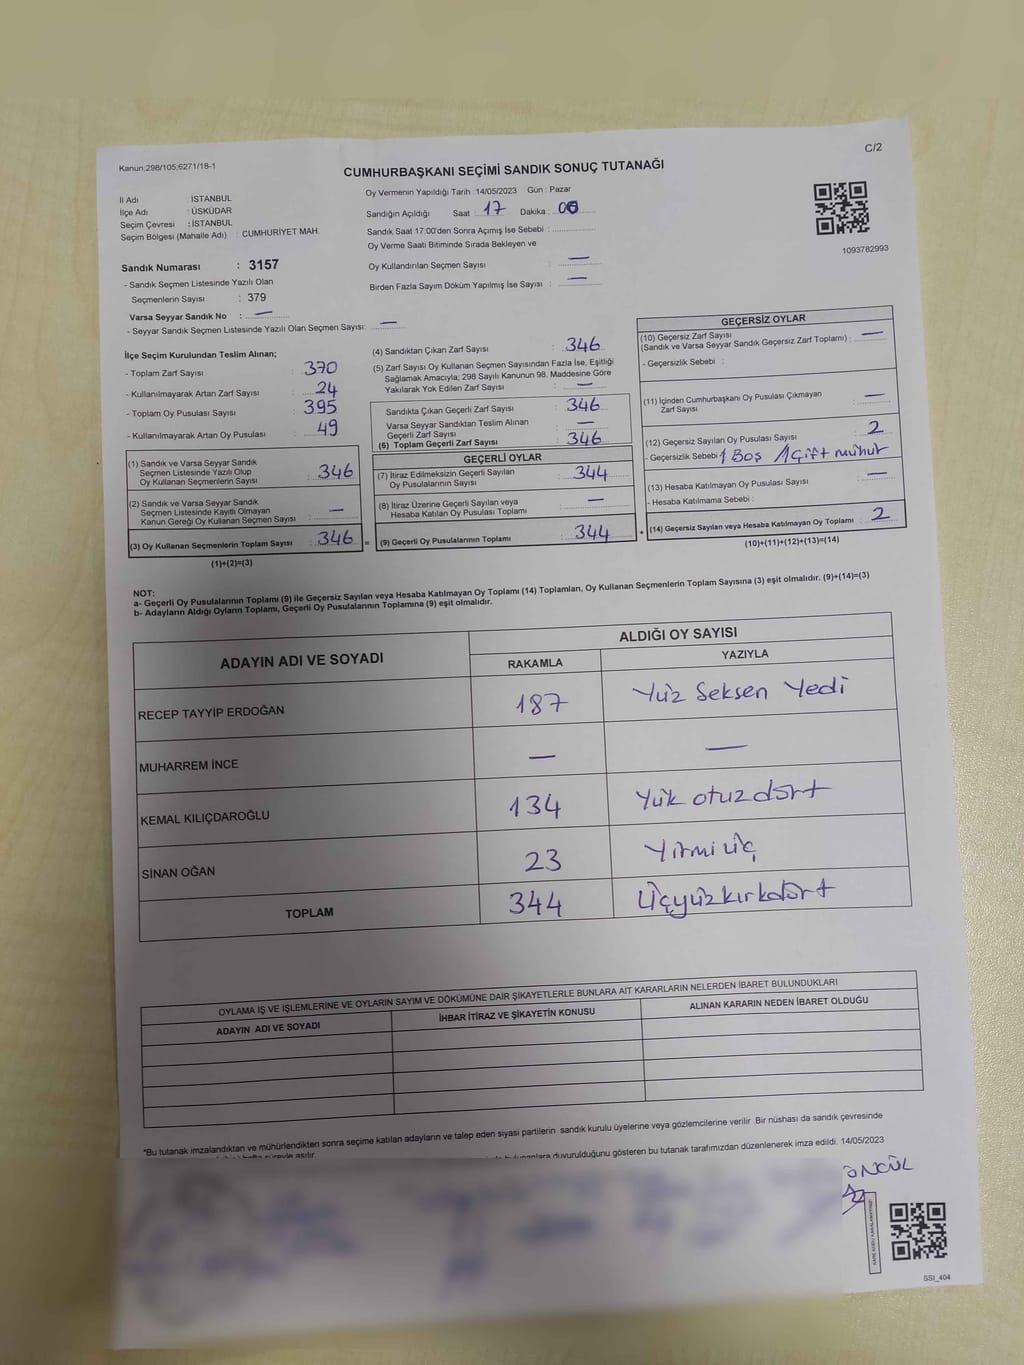 Kanun;298/105;6271/18-1
C/2
CUMHURBAŞKANI SEÇİMİ SANDIK SONUÇ TUTANAĞI
İl Adı : İSTANBUL
İlçe Adı : ÜSKÜDAR
Seçim Çevresi : İSTANBUL
Seçim Bölgesi (Mahalle Adı) : CUMHURİYET MAH.
Sandık Numarası : 3157
- Sandık Seçmen Listesinde Yazılı Olan
Seçmenlerin Sayısı : 379
Varsa Seyyar Sandık No : —
- Seyyar Sandık Seçmen Listesinde Yazılı Olan Seçmen Sayısı: —
Oy Vermenin Yapıldığı Tarih : 14/05/2023 Gün : Pazar
Sandığın Açıldığı Saat : 17 Dakika : 00
Sandık Saat 17:00'den Sonra Açımış İse Sebebi :
Oy Verme Saati Bitiminde Sırada Bekleyen ve
Oy Kullandırılan Seçmen Sayısı : —
Birden Fazla Sayım Döküm Yapılmış İse Sayısı : —
1093782993
İlçe Seçim Kurulundan Teslim Alınan;
- Toplam Zarf Sayısı : 370
- Kullanılmayarak Artan Zarf Sayısı : 24
- Toplam Oy Pusulası Sayısı : 395
- Kullanılmayarak Artan Oy Pusulası : 49
(1) Sandık ve Varsa Seyyar Sandık
Seçmen Listesinde Yazılı Olup
Oy Kullanan Seçmenlerin Sayısı : 346
(2) Sandık ve Varsa Seyyar Sandık
Seçmen Listesinde Kayıtlı Olmayan
Kanun Gereği Oy Kullanan Seçmen Sayısı : —
(3) Oy Kullanan Seçmenlerin Toplam Sayısı : 346 =
(1)+(2)=(3)
(4) Sandıktan Çıkan Zarf Sayısı : 346
(5) Zarf Sayısı Oy Kullanan Seçmen Sayısından Fazla İse, Eşitliği
Sağlamak Amacıyla; 298 Sayılı Kanunun 98. Maddesine Göre
Yakılarak Yok Edilen Zarf Sayısı : —
Sandıkta Çıkan Geçerli Zarf Sayısı : 346
Varsa Seyyar Sandıktan Teslim Alınan
Geçerli Zarf Sayısı : —
(6) Toplam Geçerli Zarf Sayısı : 346
GEÇERLİ OYLAR
(7) İtiraz Edilmeksizin Geçerli Sayılan
Oy Pusulalarının Sayısı : 344
(8) İtiraz Üzerine Geçerli Sayılan veya
Hesaba Katılan Oy Pusulası Toplamı : —
(9) Geçerli Oy Pusulalarının Toplamı : 344 +
GEÇERSİZ OYLAR
(10) Geçersiz Zarf Sayısı
(Sandık ve Varsa Seyyar Sandık Geçersiz Zarf Toplamı) : —
- Geçersizlik Sebebi :
(11) İçinden Cumhurbaşkanı Oy Pusulası Çıkmayan
Zarf Sayısı : —
(12) Geçersiz Sayılan Oy Pusulası Sayısı : 2
- Geçersizlik Sebebi : 1 Boş 1 Çift mühür
(13) Hesaba Katılmayan Oy Pusulası Sayısı : —
- Hesaba Katılmama Sebebi :
(14) Geçersiz Sayılan veya Hesaba Katılmayan Oy Toplamı : 2
(10)+(11)+(12)+(13)=(14)
NOT:
a- Geçerli Oy Pusulalarının Toplamı (9) ile Geçersiz Sayılan veya Hesaba Katılmayan Oy Toplamı (14) Toplamları, Oy Kullanan Seçmenlerin Toplam Sayısına (3) eşit olmalıdır. (9)+(14)=(3)
b- Adayların Aldığı Oyların Toplamı, Geçerli Oy Pusulalarının Toplamına (9) eşit olmalıdır.
ADAYIN ADI VE SOYADI
ALDIĞI OY SAYISI
RAKAMLA YAZIYLA
RECEP TAYYİP ERDOĞAN 187 Yüz Seksen Yedi
MUHARREM İNCE — —
KEMAL KILIÇDAROĞLU 134 Yük otuzdört
SİNAN OĞAN 23 Yirmi üç
TOPLAM 344 Üçyüzkırkdört
OYLAMA İŞ VE İŞLEMLERİNE VE OYLARIN SAYIM VE DÖKÜMÜNE DAİR ŞİKAYETLERLE BUNLARA AİT KARARLARIN NELERDEN İBARET BULUNDUKLARI
ADAYIN ADI VE SOYADI İHBAR İTİRAZ VE ŞİKAYETİN KONUSU ALINAN KARARIN NEDEN İBARET OLDUĞU
*Bu tutanak imzalandıktan ve mühürlendikten sonra seçime katılan adayların ve talep eden siyasi partilerin sandık kurulu üyelerine veya gözlemcilerine verilir .Bir nüshası da sandık çevresinde
hafta süreyle asılır. duyurulduğunu gösteren bu tutanak tarafımızdan düzenlenerek imza edildi. 14/05/2023
ÖNCÜL
SSI_404